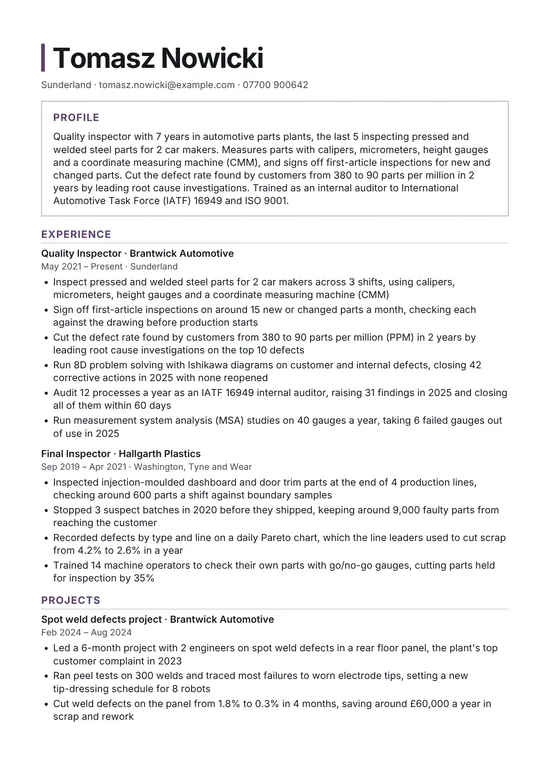 Tomasz Nowicki
Sunderland · tomasz.nowicki@example.com · 07700 900642
PROFILE
Quality inspector with 7 years in automotive parts plants, the last 5 inspecting pressed and
welded steel parts for 2 car makers. Measures parts with calipers, micrometers, height gauges
and a coordinate measuring machine (CMM), and signs off first-article inspections for new and
changed parts. Cut the defect rate found by customers from 380 to 90 parts per million in 2
years by leading root cause investigations. Trained as an internal auditor to International
Automotive Task Force (IATF) 16949 and ISO 9001.
EXPERIENCE
Quality Inspector · Brantwick Automotive
May 2021 – Present · Sunderland
• Inspect pressed and welded steel parts for 2 car makers across 3 shifts, using calipers,
micrometers, height gauges and a coordinate measuring machine (CMM)
• Sign off first-article inspections on around 15 new or changed parts a month, checking each
against the drawing before production starts
• Cut the defect rate found by customers from 380 to 90 parts per million (PPM) in 2 years by
leading root cause investigations on the top 10 defects
• Run 8D problem solving with Ishikawa diagrams on customer and internal defects, closing 42
corrective actions in 2025 with none reopened
• Audit 12 processes a year as an IATF 16949 internal auditor, raising 31 findings in 2025 and closing
all of them within 60 days
• Run measurement system analysis (MSA) studies on 40 gauges a year, taking 6 failed gauges out
of use in 2025
Final Inspector · Hallgarth Plastics
Sep 2019 – Apr 2021 · Washington, Tyne and Wear
• Inspected injection-moulded dashboard and door trim parts at the end of 4 production lines,
checking around 600 parts a shift against boundary samples
• Stopped 3 suspect batches in 2020 before they shipped, keeping around 9,000 faulty parts from
reaching the customer
• Recorded defects by type and line on a daily Pareto chart, which the line leaders used to cut scrap
from 4.2% to 2.6% in a year
• Trained 14 machine operators to check their own parts with go/no-go gauges, cutting parts held
for inspection by 35%
PROJECTS
Spot weld defects project · Brantwick Automotive
Feb 2024 – Aug 2024
• Led a 6-month project with 2 engineers on spot weld defects in a rear floor panel, the plant's top
customer complaint in 2023
• Ran peel tests on 300 welds and traced most failures to worn electrode tips, setting a new
tip-dressing schedule for 8 robots
• Cut weld defects on the panel from 1.8% to 0.3% in 4 months, saving around £60,000 a year in
scrap and rework